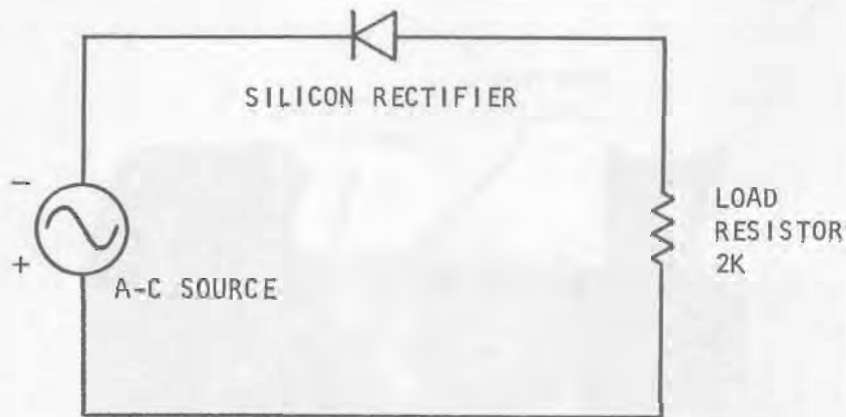 SILICON RECTIFIER
-
+
A-C SOURCE
LOAD
RESISTOR
2K